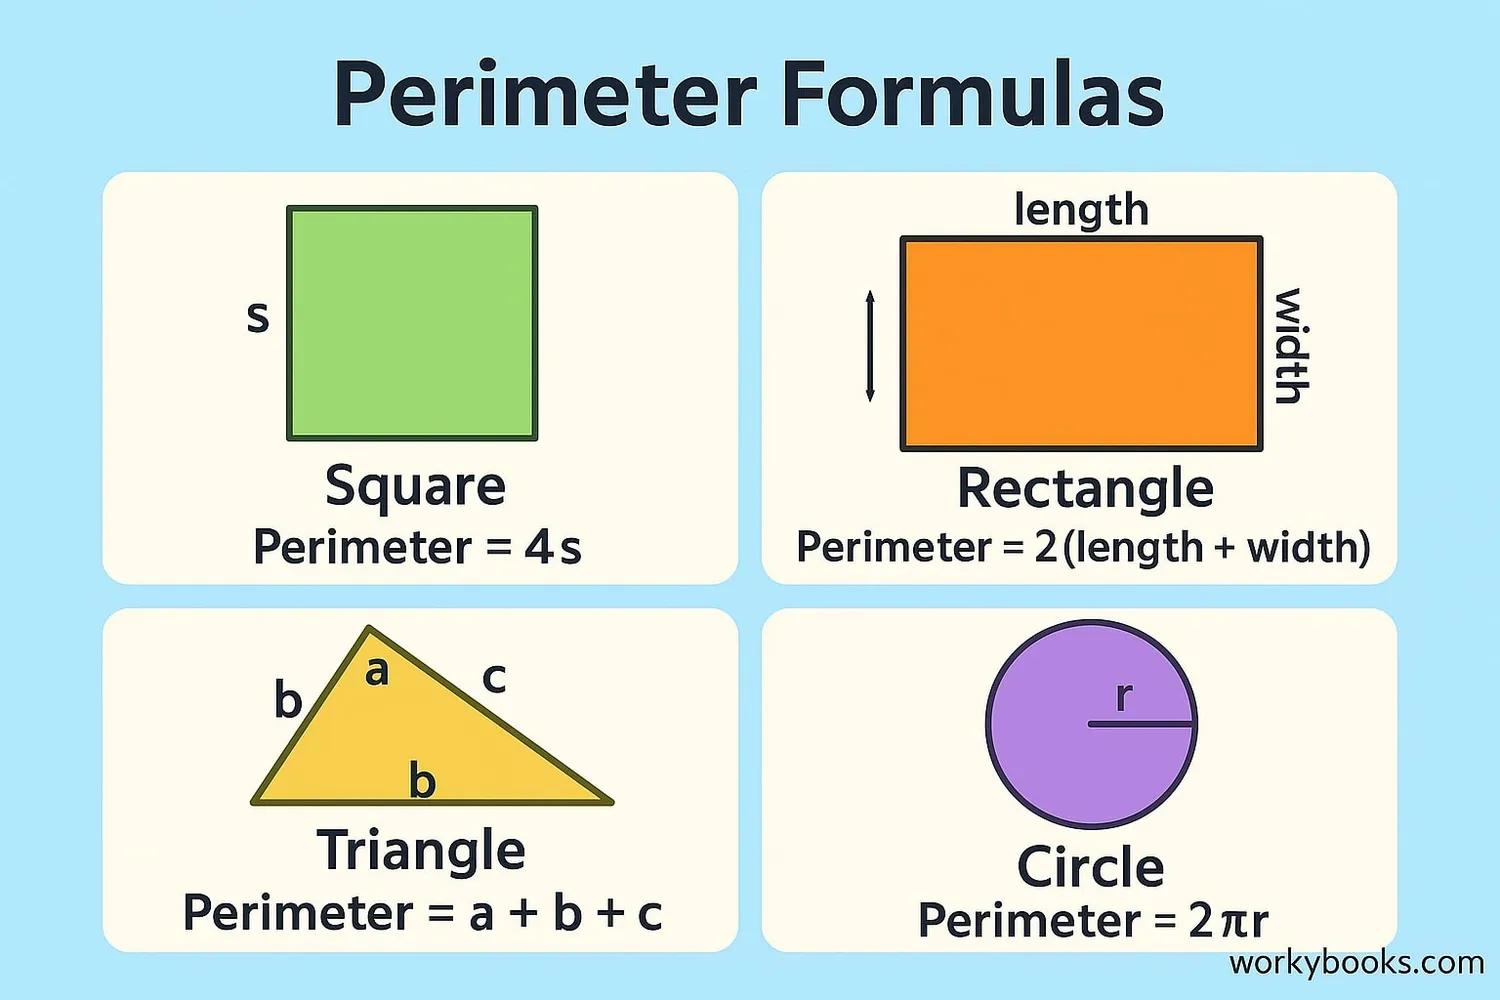 Perimeter Formulas
s
Square
Perimeter = 4s
length
width
Rectangle
Perimeter = 2(length + width)
a
b
c
b
Triangle
Perimeter = a + b + c
r
Circle
Perimeter = 2πr
workybooks.com